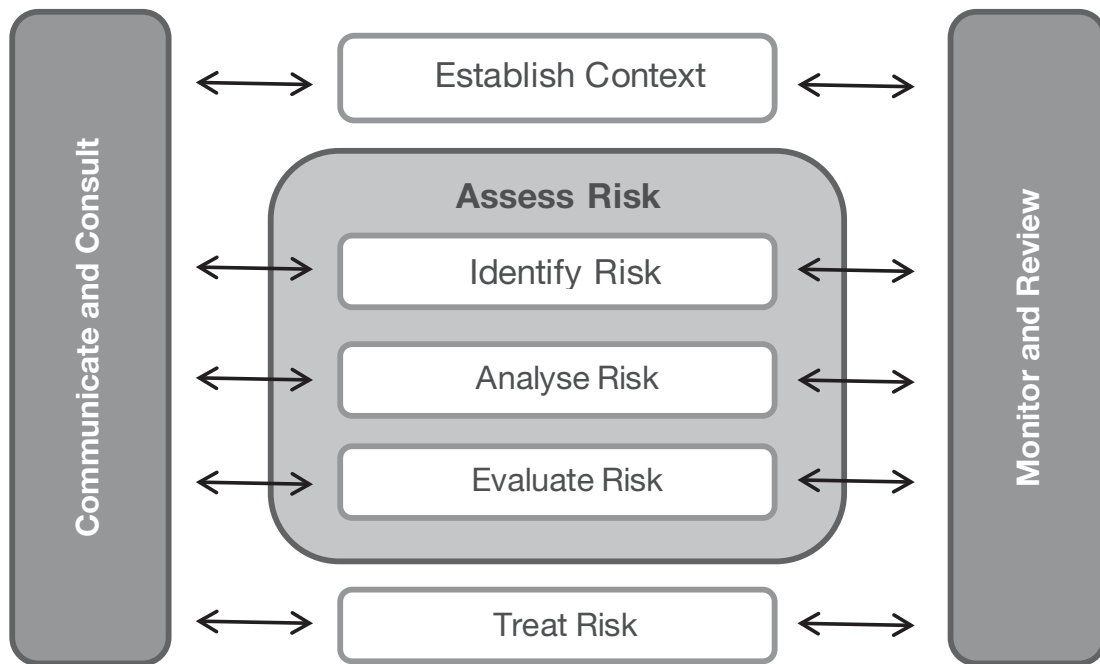 Communicate and Consult
Establish Context
Assess Risk
Identify Risk
Analyse Risk
Evaluate Risk
Treat Risk
Monitor and Review